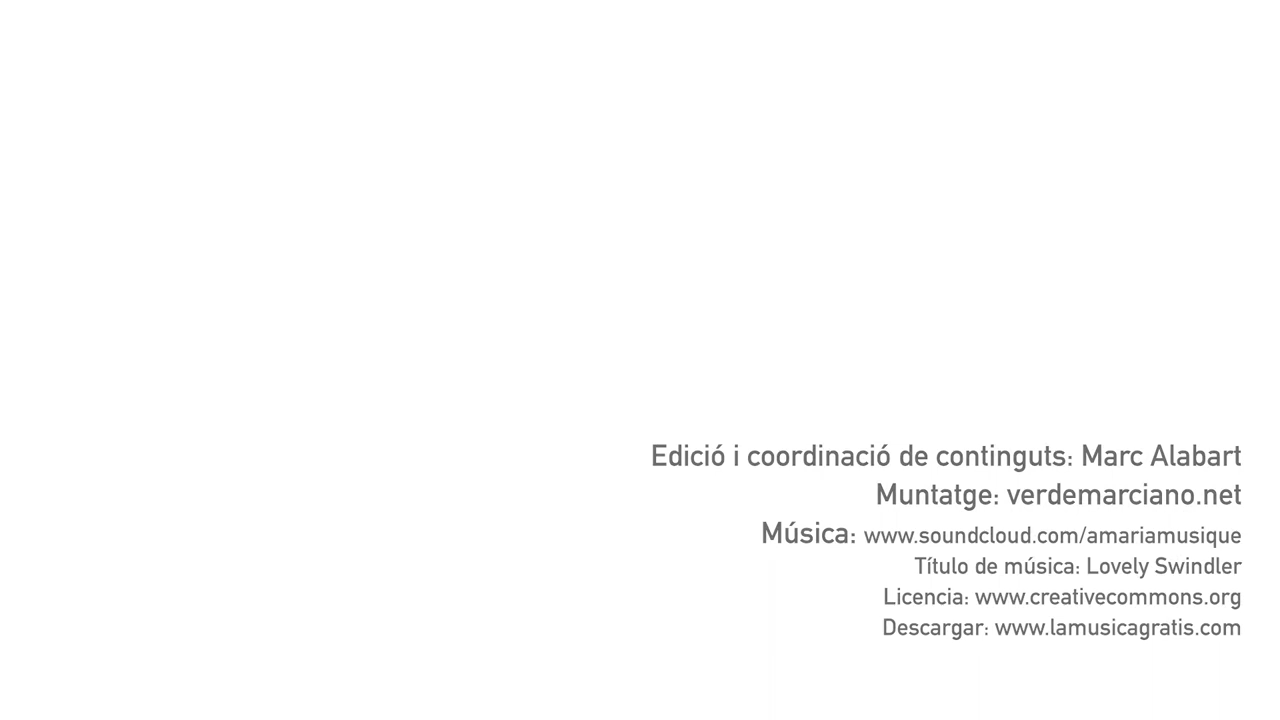 Edició i coordinació de continguts: Marc Alabart
Muntatge: verdemarciano.net
Música: www.soundcloud.com/amariamusique
Título de música: Lovely Swindler
Licencia: www.creativecommons.org
Descargar: www.lamusicagratis.com